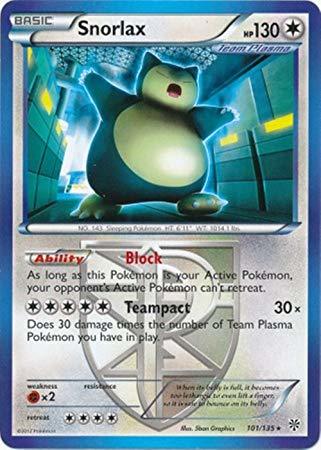 BASIC
Snorlax
HP130
Team Plasma
NO. 143 Sleeping Pokémon HT: 6'11" WT: 1014.1 lbs
Ability Block
As long as this Pokémon is your Active Pokémon,
your opponent's Active Pokémon can't retreat.
Teampact 30×
Does 30 damage times the number of Team Plasma
Pokémon you have in play.
weakness resistance
×2
retreat
When its belly is full, it becomes
too lethargic to even lift a finger,
so it is safe to bounce on its belly.
Illus. 5ban Graphics
101/135 ★
©2012 Pokémon